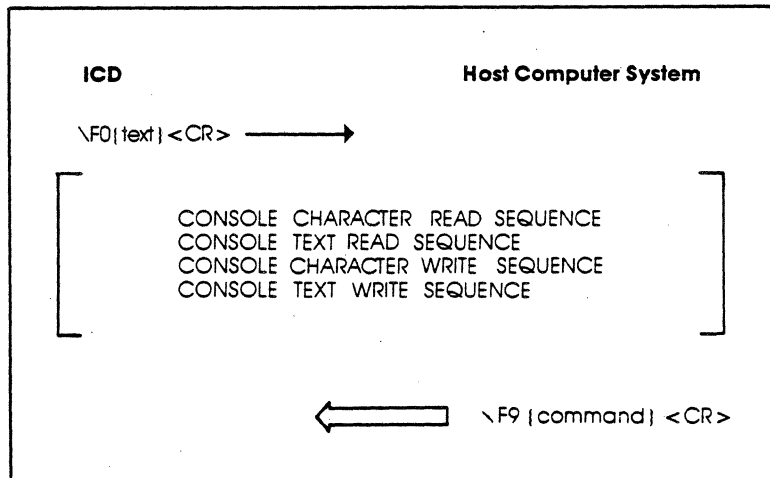 ICD Host Computer System
\F0{text}<CR>
CONSOLE CHARACTER READ SEQUENCE
CONSOLE TEXT READ SEQUENCE
CONSOLE CHARACTER WRITE SEQUENCE
CONSOLE TEXT WRITE SEQUENCE
\F9 {command} <CR>